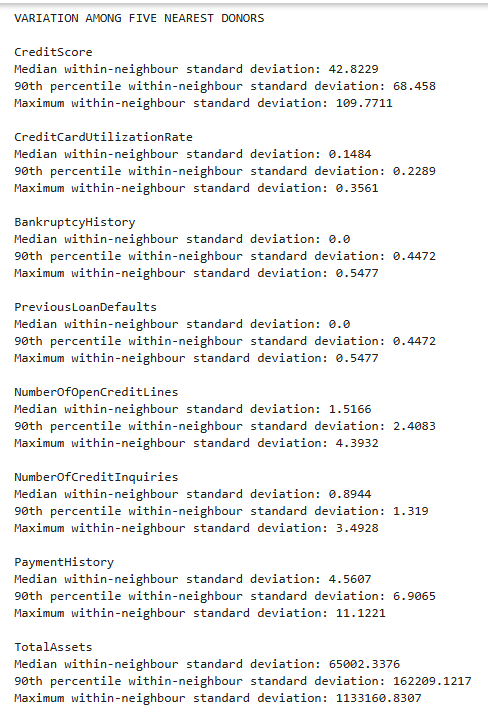 VARIATION AMONG FIVE NEAREST DONORS

CreditScore
Median within-neighbour standard deviation: 42.8229
90th percentile within-neighbour standard deviation: 68.458
Maximum within-neighbour standard deviation: 109.7711

CreditCardUtilizationRate
Median within-neighbour standard deviation: 0.1484
90th percentile within-neighbour standard deviation: 0.2289
Maximum within-neighbour standard deviation: 0.3561

BankruptcyHistory
Median within-neighbour standard deviation: 0.0
90th percentile within-neighbour standard deviation: 0.4472
Maximum within-neighbour standard deviation: 0.5477

PreviousLoanDefaults
Median within-neighbour standard deviation: 0.0
90th percentile within-neighbour standard deviation: 0.4472
Maximum within-neighbour standard deviation: 0.5477

NumberOfOpenCreditLines
Median within-neighbour standard deviation: 1.5166
90th percentile within-neighbour standard deviation: 2.4083
Maximum within-neighbour standard deviation: 4.3932

NumberOfCreditInquiries
Median within-neighbour standard deviation: 0.8944
90th percentile within-neighbour standard deviation: 1.319
Maximum within-neighbour standard deviation: 3.4928

PaymentHistory
Median within-neighbour standard deviation: 4.5607
90th percentile within-neighbour standard deviation: 6.9065
Maximum within-neighbour standard deviation: 11.1221

TotalAssets
Median within-neighbour standard deviation: 65002.3376
90th percentile within-neighbour standard deviation: 162209.1217
Maximum within-neighbour standard deviation: 1133160.8307